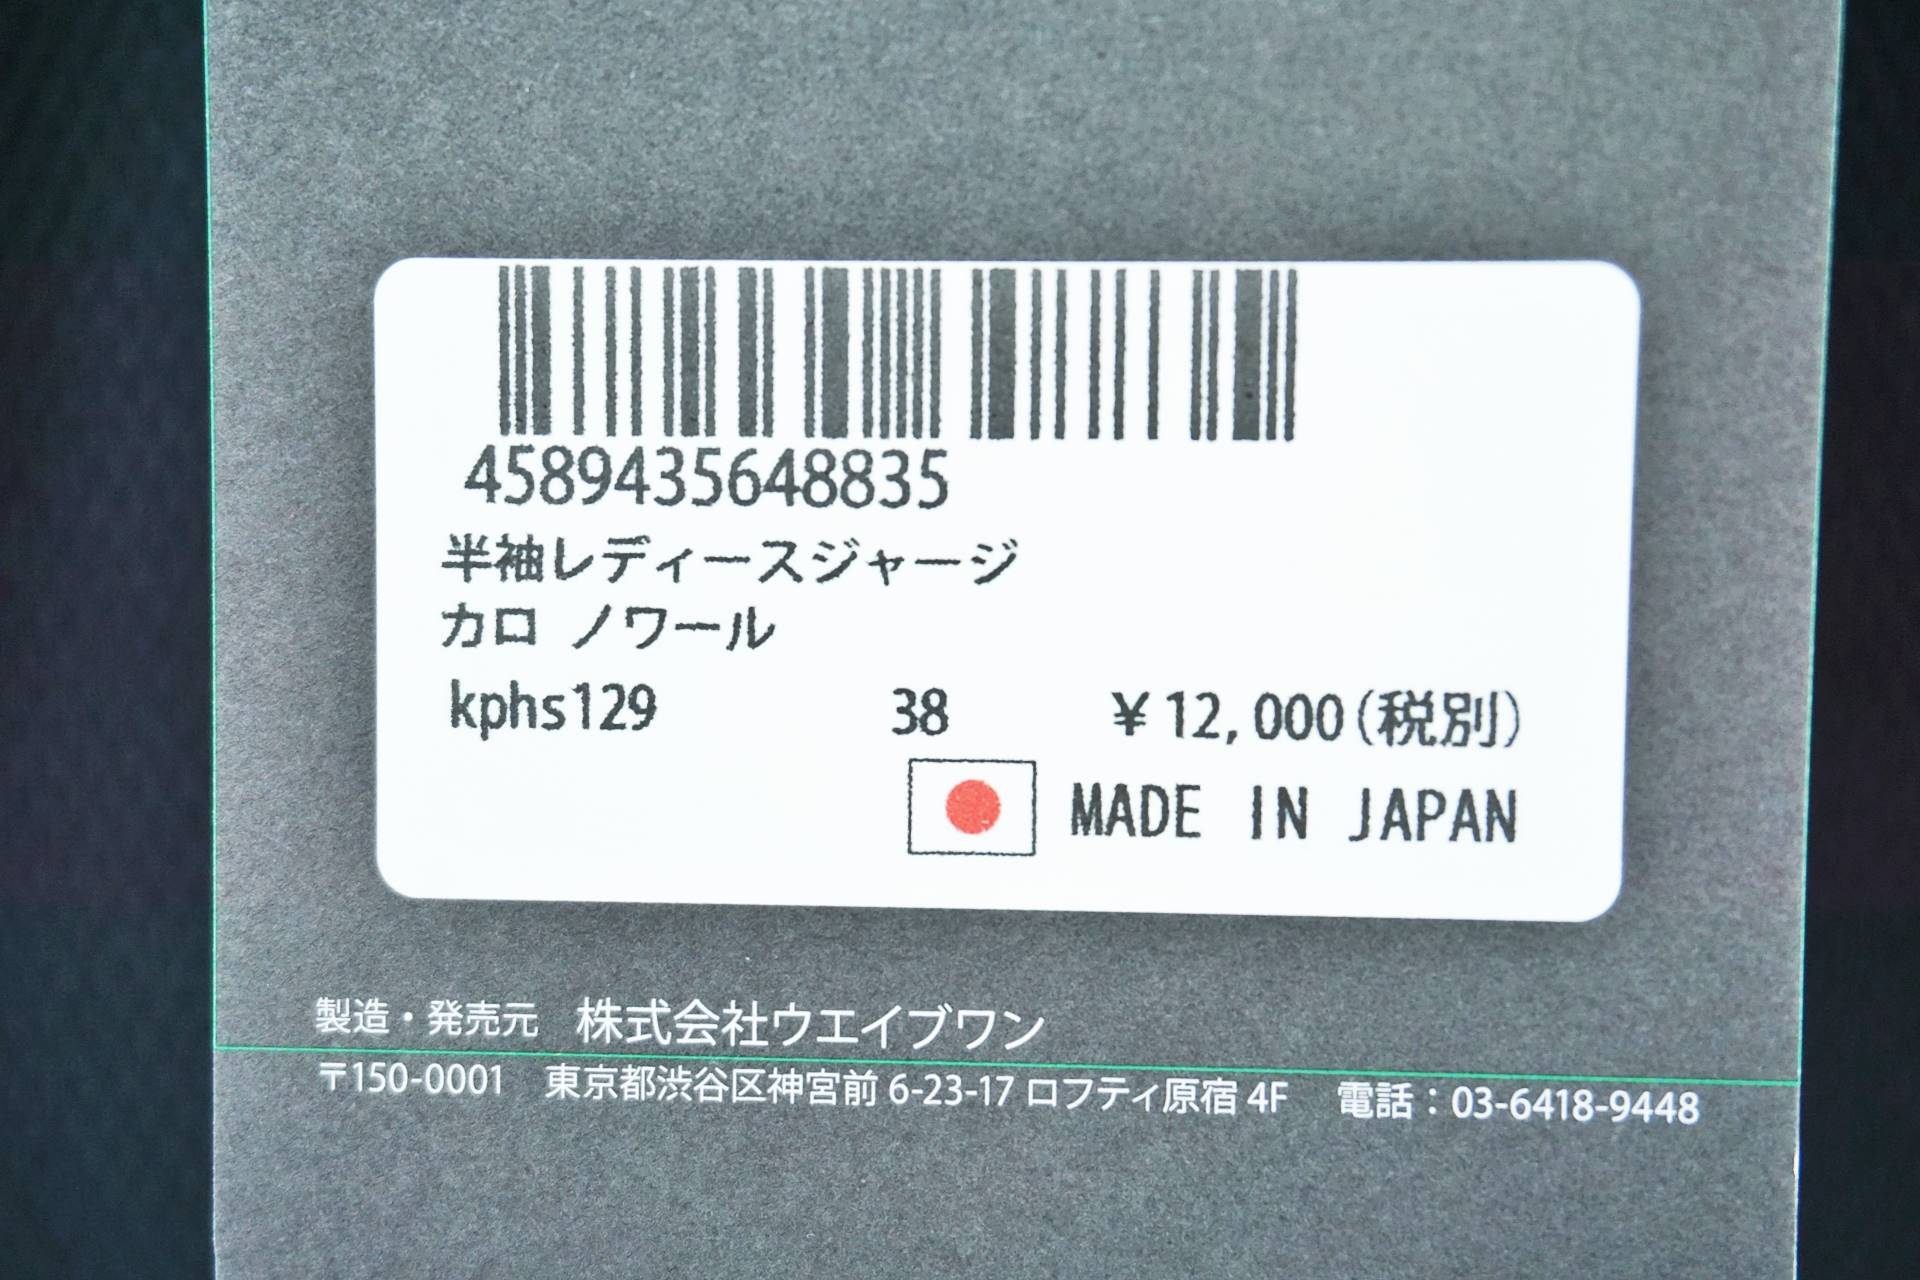 4589435648835
半袖レディースジャージ
カロ ノワール
kphs129 38 ¥12,000(税別)
MADE IN JAPAN
製造・発売元 株式会社ウエイブワン
〒150-0001 東京都渋谷区神宮前 6-23-17 ロフティ原宿 4F 電話：03-6418-9448